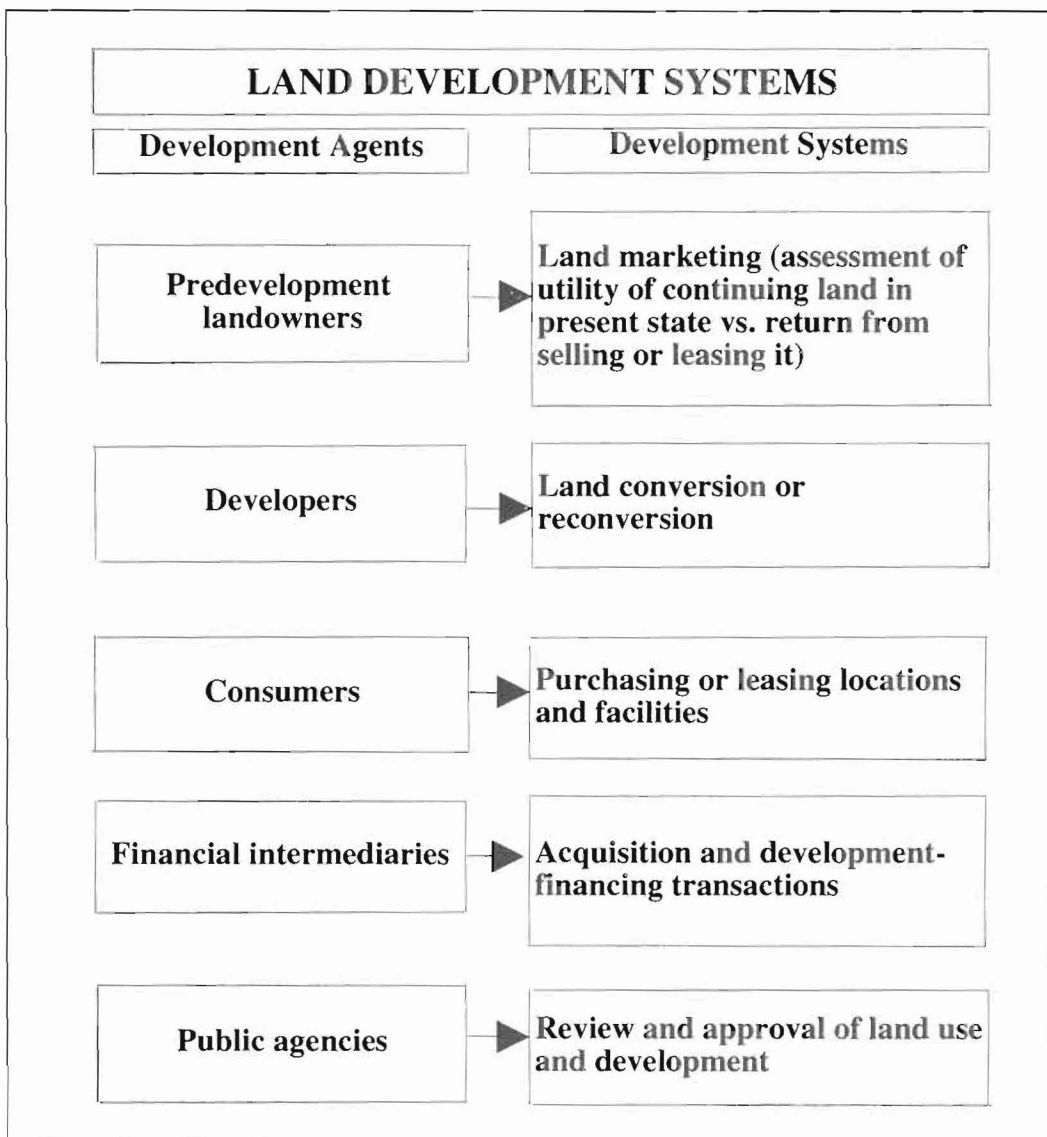 LAND DEVELOPMENT SYSTEMS
Development Agents
Development Systems
Predevelopment
landowners
Land marketing (assessment of
utility of continuing land in
present state vs. return from
selling or leasing it)
Developers
Land conversion or
reconversion
Consumers
Purchasing or leasing locations
and facilities
Financial intermediaries
Acquisition and development-
financing transactions
Public agencies
Review and approval of land use
and development